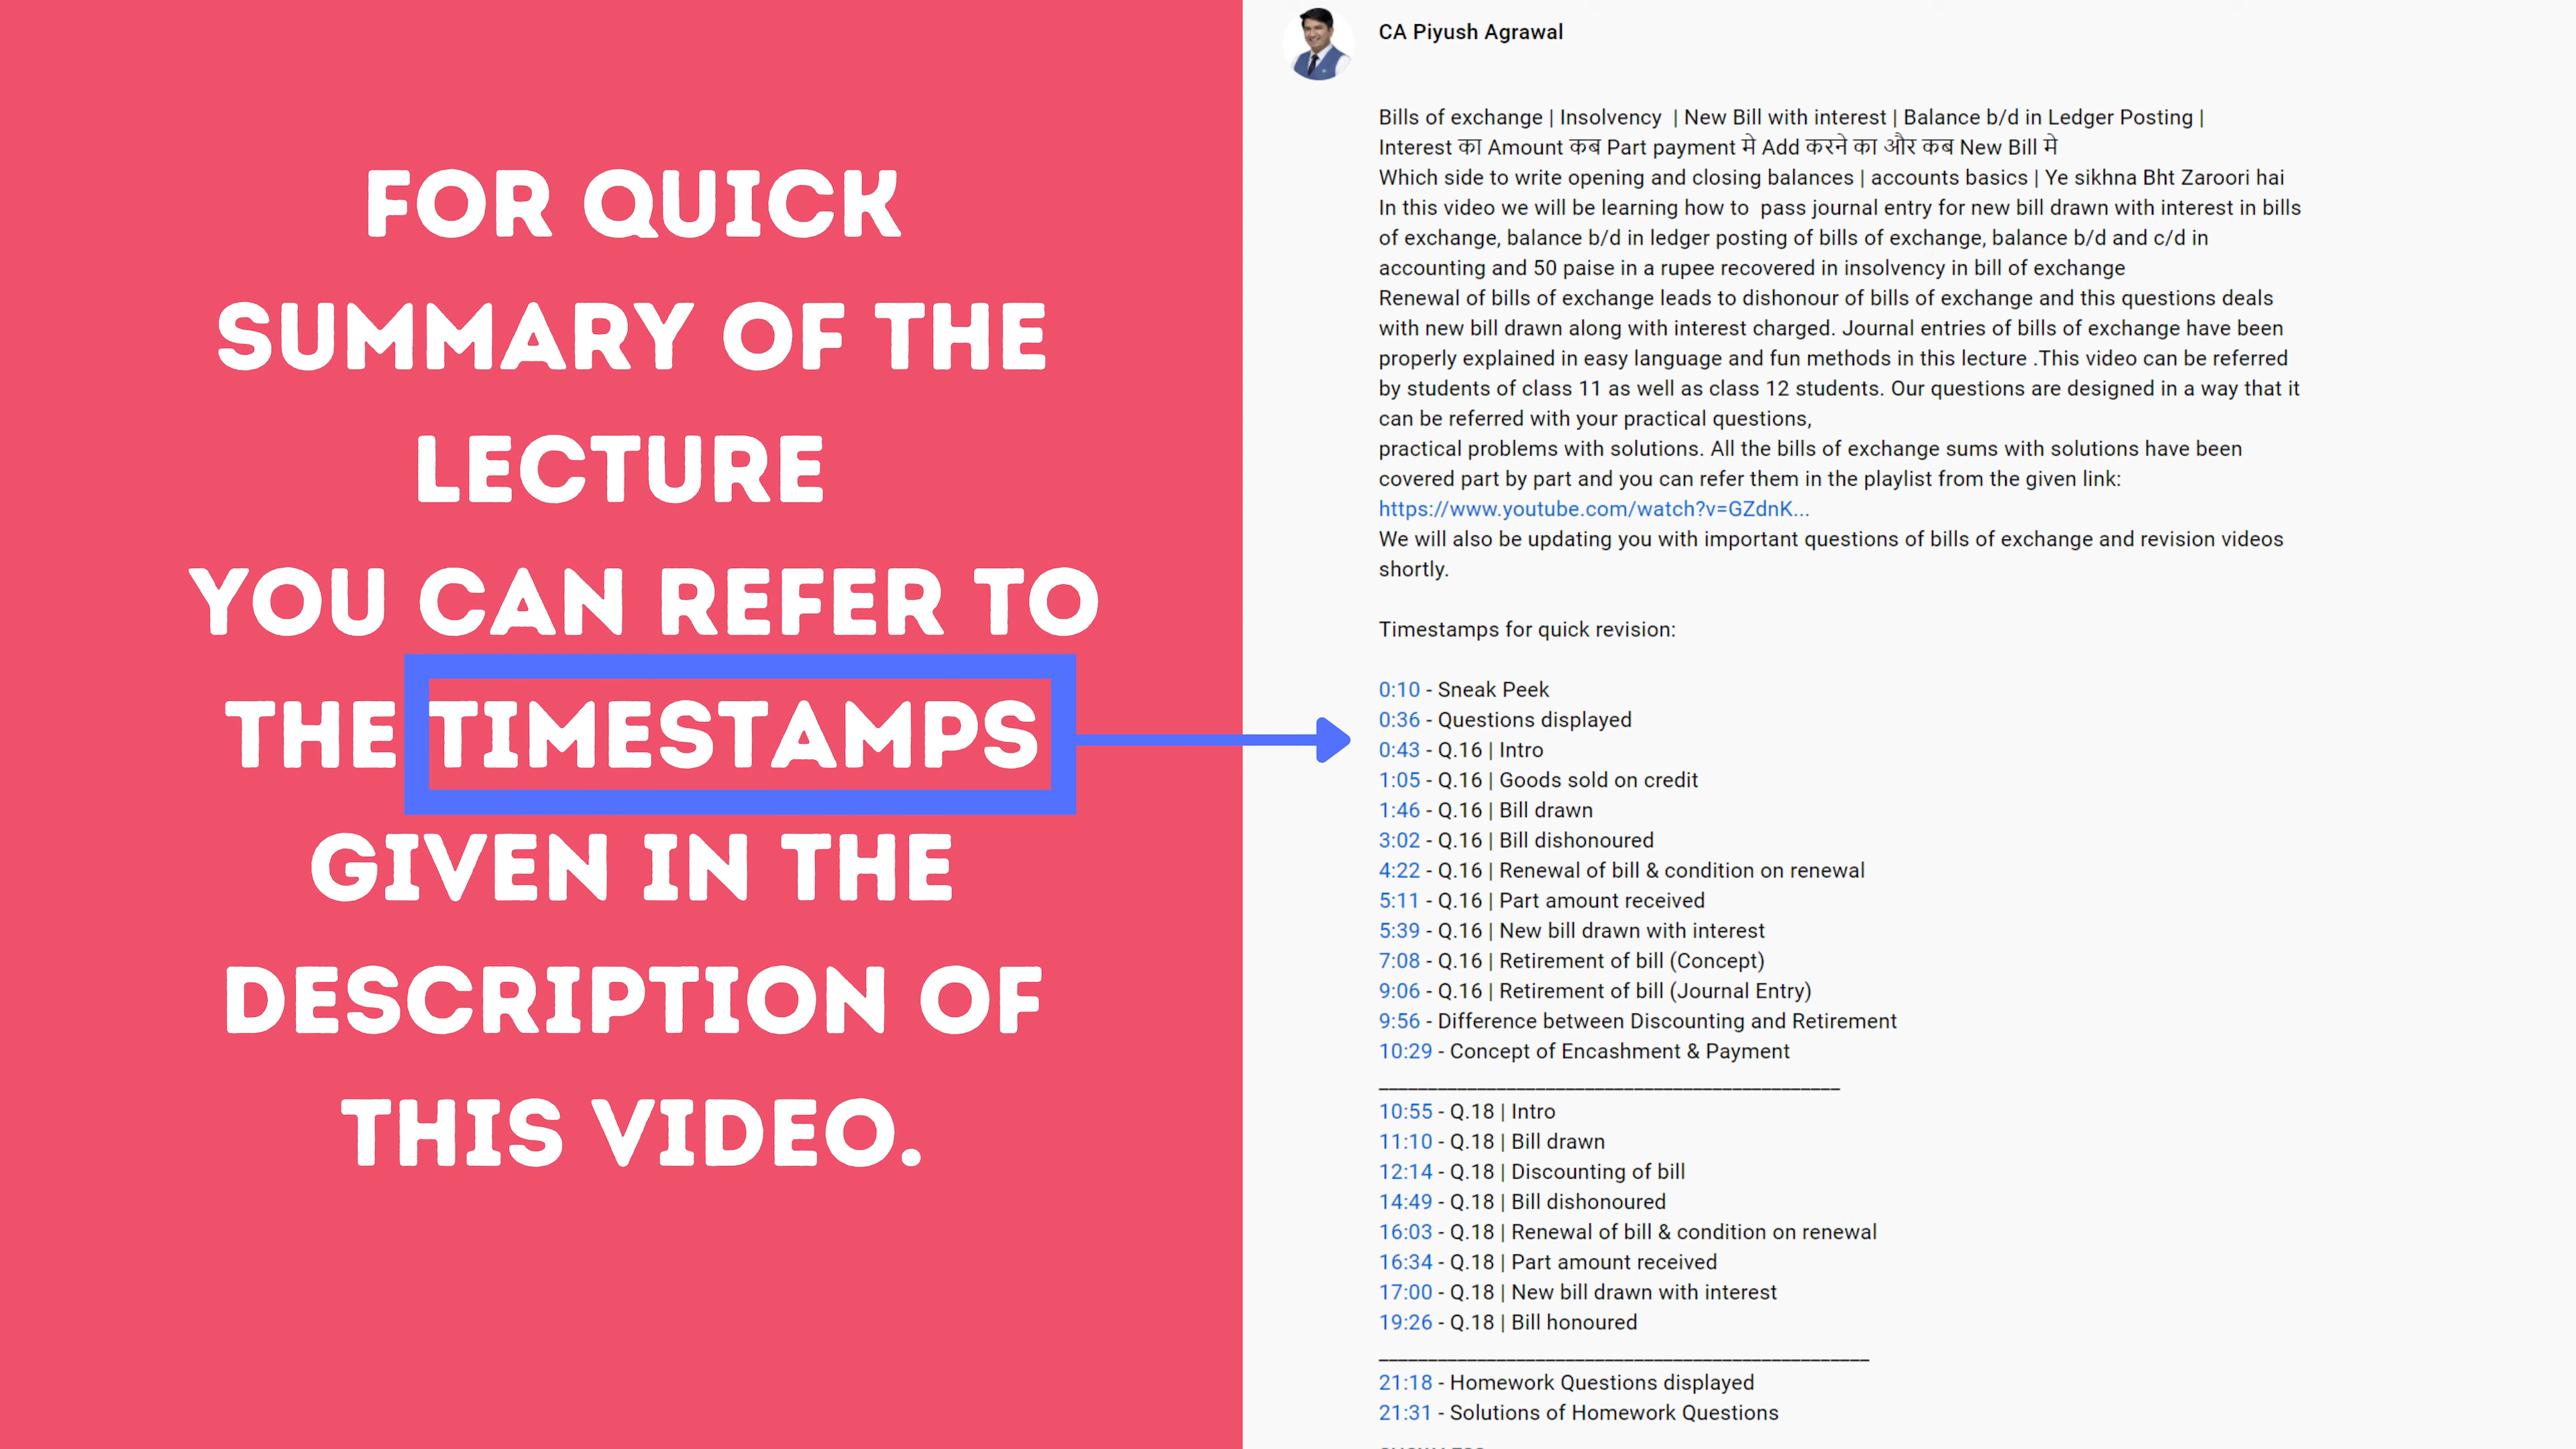 FOR QUICK
SUMMARY OF THE
LECTURE
YOU CAN REFER TO
THE TIMESTAMPS
GIVEN IN THE
DESCRIPTION OF
THIS VIDEO.
CA Piyush Agrawal
Bills of exchange | Insolvency | New Bill with interest | Balance b/d in Ledger Posting |
Interest का Amount कब Part payment मे Add करने का और कब New Bill मे
Which side to write opening and closing balances | accounts basics | Ye sikhna Bht Zaroori hai
In this video we will be learning how to pass journal entry for new bill drawn with interest in bills
of exchange, balance b/d in ledger posting of bills of exchange, balance b/d and c/d in
accounting and 50 paise in a rupee recovered in insolvency in bill of exchange
Renewal of bills of exchange leads to dishonour of bills of exchange and this questions deals
with new bill drawn along with interest charged. Journal entries of bills of exchange have been
properly explained in easy language and fun methods in this lecture .This video can be referred
by students of class 11 as well as class 12 students. Our questions are designed in a way that it
can be referred with your practical questions,
practical problems with solutions. All the bills of exchange sums with solutions have been
covered part by part and you can refer them in the playlist from the given link:
https://www.youtube.com/watch?v=GZdnK...
We will also be updating you with important questions of bills of exchange and revision videos
shortly.
Timestamps for quick revision:
0:10 - Sneak Peek
0:36 - Questions displayed
0:43 - Q.16 | Intro
1:05 - Q.16 | Goods sold on credit
1:46 - Q.16 | Bill drawn
3:02 - Q.16 | Bill dishonoured
4:22 - Q.16 | Renewal of bill & condition on renewal
5:11 - Q.16 | Part amount received
5:39 - Q.16 | New bill drawn with interest
7:08 - Q.16 | Retirement of bill (Concept)
9:06 - Q.16 | Retirement of bill (Journal Entry)
9:56 - Difference between Discounting and Retirement
10:29 - Concept of Encashment & Payment
10:55 - Q.18 | Intro
11:10 - Q.18 | Bill drawn
12:14 - Q.18 | Discounting of bill
14:49 - Q.18 | Bill dishonoured
16:03 - Q.18 | Renewal of bill & condition on renewal
16:34 - Q.18 | Part amount received
17:00 - Q.18 | New bill drawn with interest
19:26 - Q.18 | Bill honoured
21:18 - Homework Questions displayed
21:31 - Solutions of Homework Questions